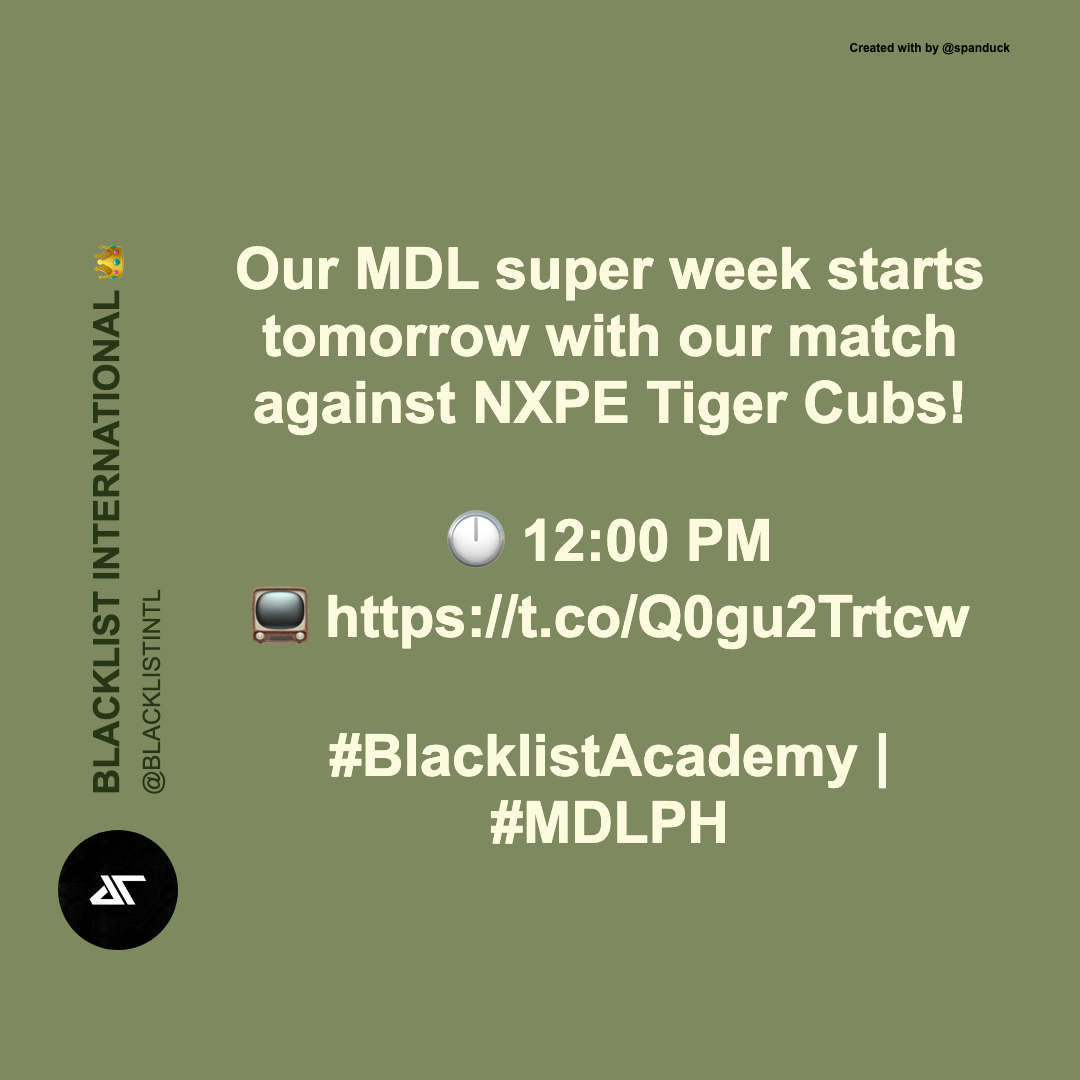 Created with by @spanduck
Our MDL super week starts
tomorrow with our match
against NXPE Tiger Cubs!
🕛 12:00 PM
📺 https://t.co/Q0gu2Trtcw
#BlacklistAcademy |
#MDLPH
BLACKLIST INTERNATIONAL 👑
@BLACKLISTINTL